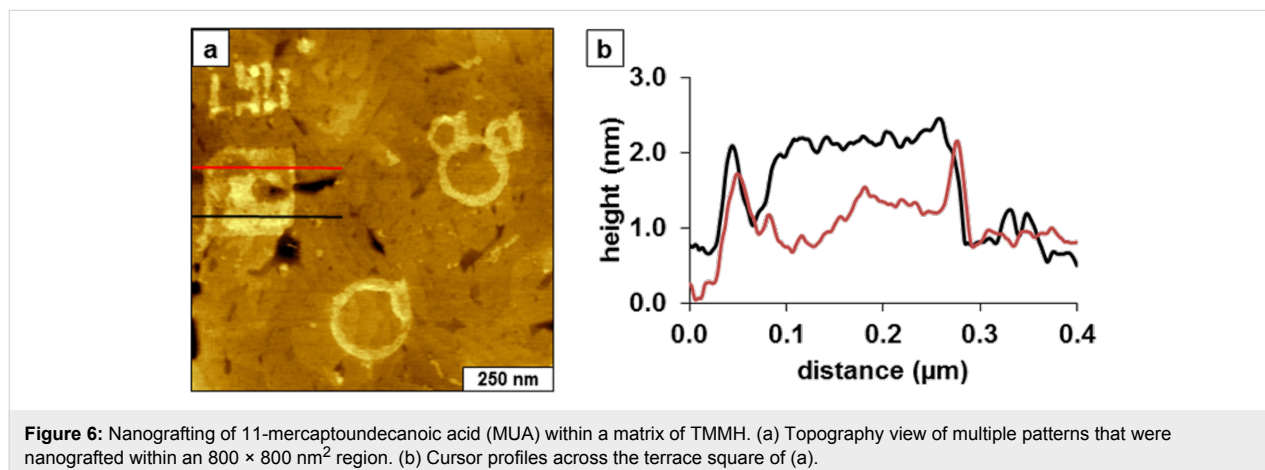 a
LSU
250 nm
b
3.0
2.0
1.0
0.0
height (nm)
0.0 0.1 0.2 0.3 0.4
distance (µm)
Figure 6: Nanografting of 11-mercaptoundecanoic acid (MUA) within a matrix of TMMH. (a) Topography view of multiple patterns that were
nanografted within an 800 × 800 nm² region. (b) Cursor profiles across the terrace square of (a).